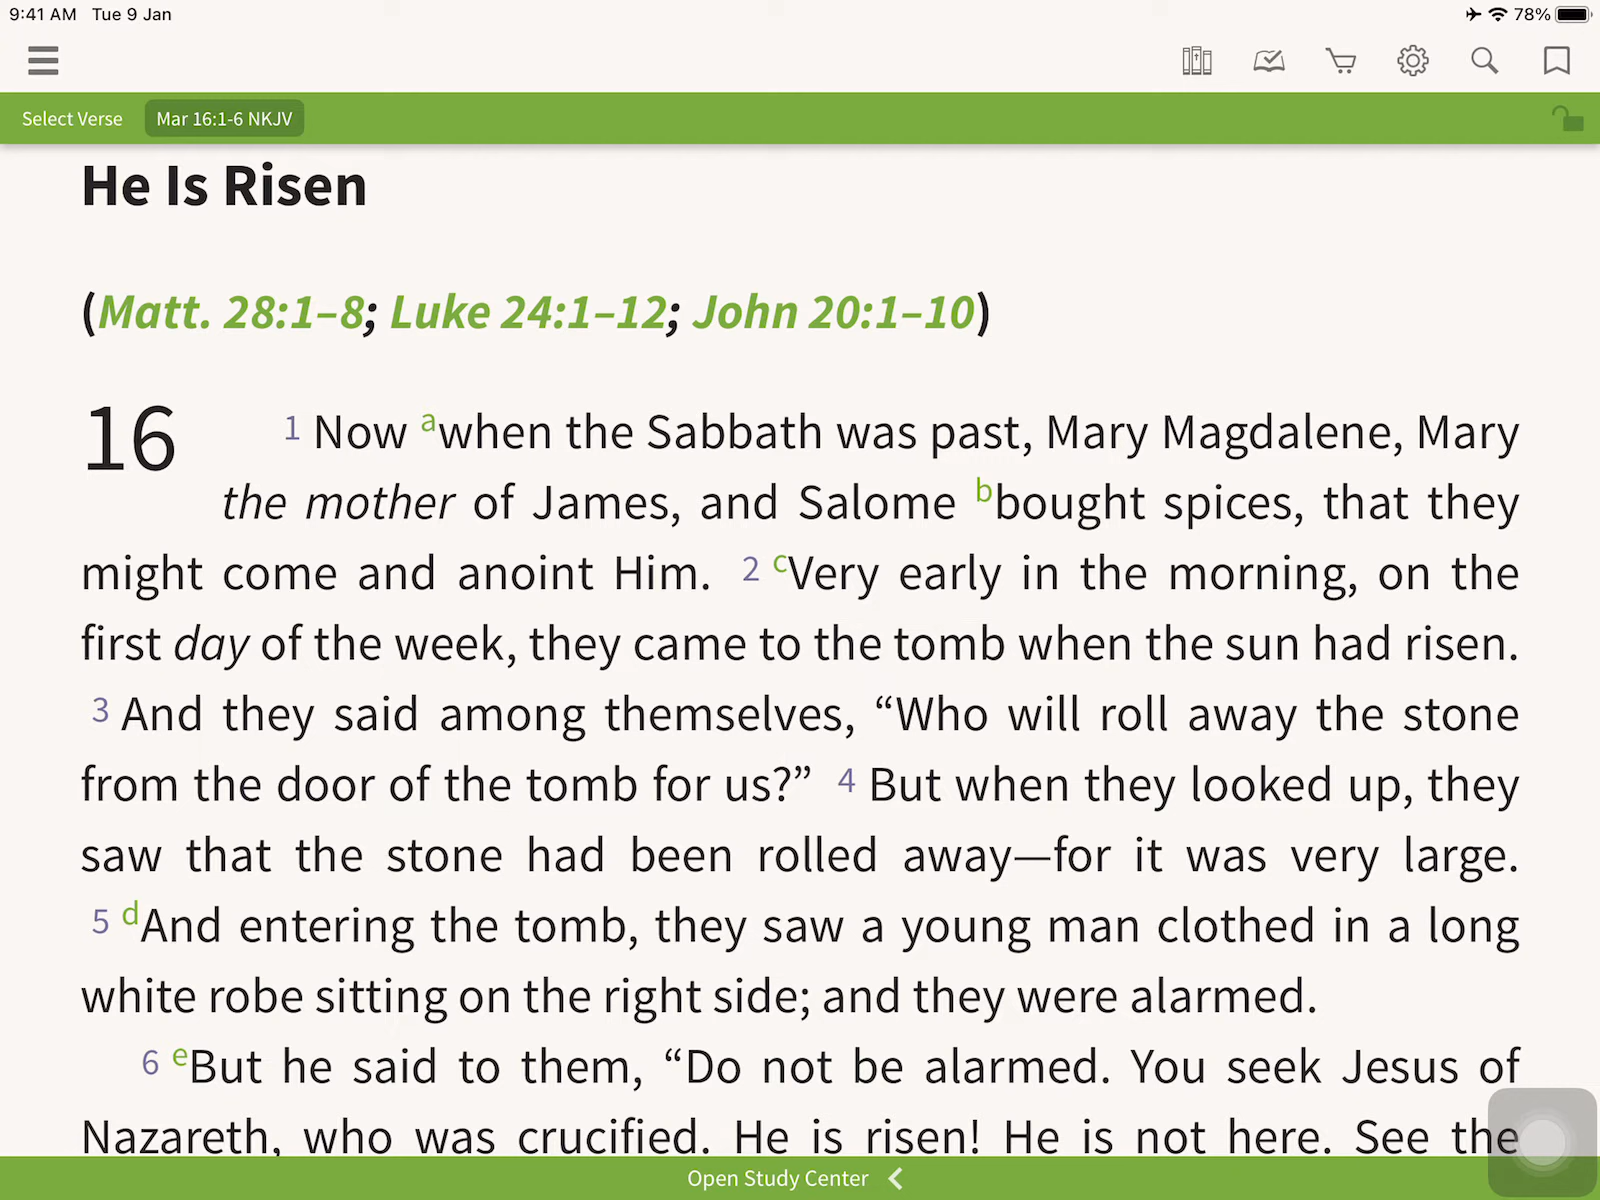 9:41 AM Tue 9 Jan 78%
Select Verse Mar 16:1-6 NKJV
He Is Risen
(Matt. 28:1–8; Luke 24:1–12; John 20:1–10)
16 1 Now a when the Sabbath was past, Mary Magdalene, Mary
the mother of James, and Salome b bought spices, that they
might come and anoint Him. 2 c Very early in the morning, on the
first day of the week, they came to the tomb when the sun had risen.
3 And they said among themselves, “Who will roll away the stone
from the door of the tomb for us?” 4 But when they looked up, they
saw that the stone had been rolled away—for it was very large.
5 d And entering the tomb, they saw a young man clothed in a long
white robe sitting on the right side; and they were alarmed.
6 e But he said to them, “Do not be alarmed. You seek Jesus of
Nazareth, who was crucified. He is risen! He is not here. See the
Open Study Center